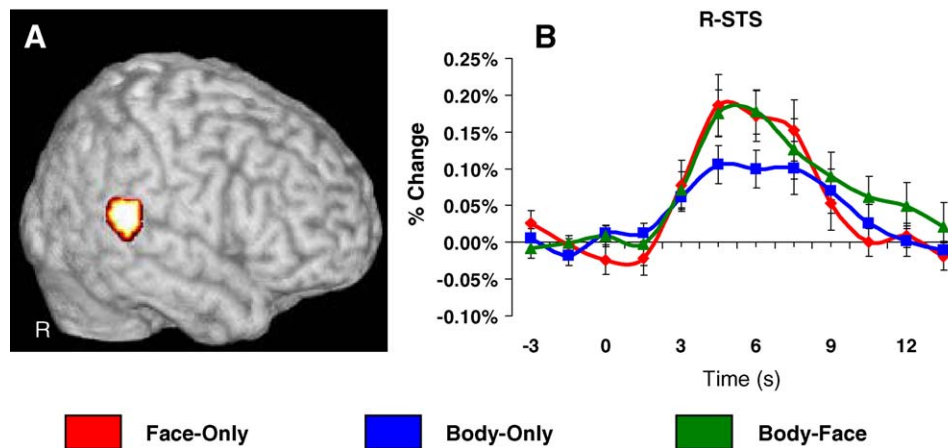 A
R
B
R-STS
0.25%
0.20%
0.15%
0.10%
0.05%
0.00%
-0.05%
-0.10%
% Change
-3 0 3 6 9 12
Time (s)
Face-Only Body-Only Body-Face